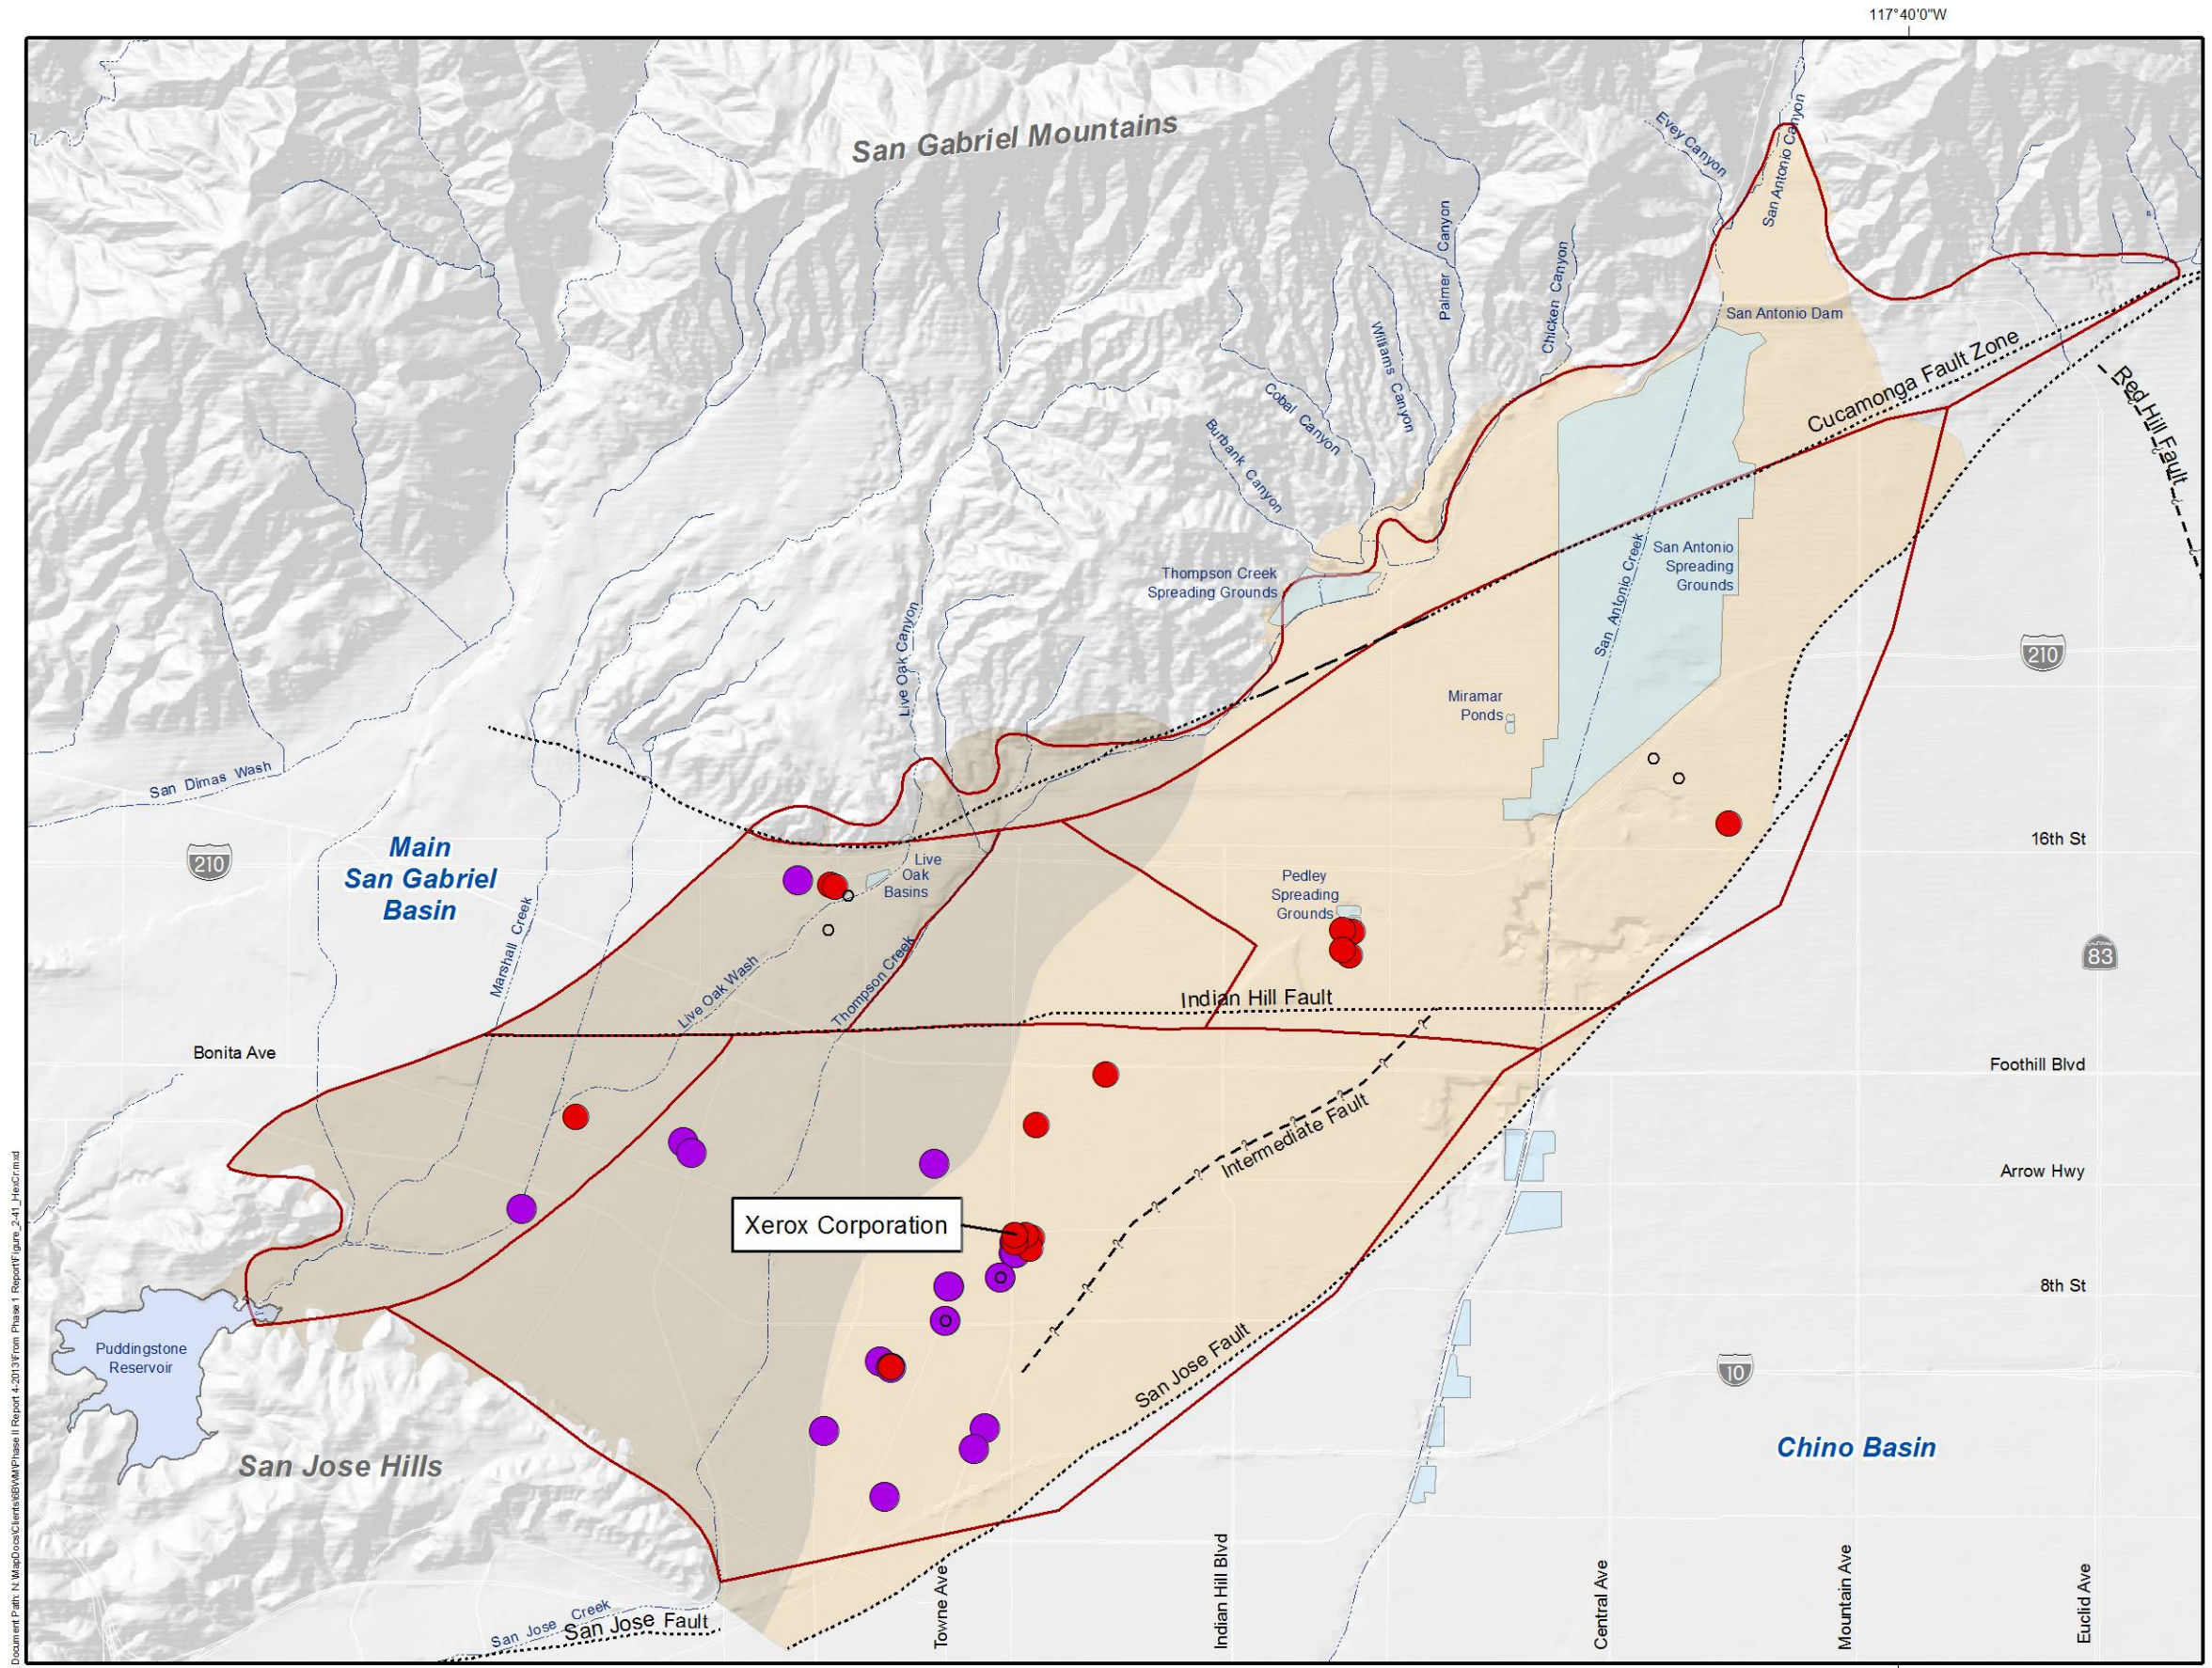 117°40'0"W
San Gabriel Mountains
Evey Canyon
San Antonio Canyon
Palmer Canyon
Chicken Canyon
Williams Canyon
Cobal Canyon
Burbank Canyon
San Antonio Dam
Cucamonga Fault Zone
Red Hill Fault
San Antonio
Spreading
Grounds
San Antonio Creek
Thompson Creek
Spreading Grounds
Live Oak Canyon
210
Miramar
Ponds
San Dimas Wash
210
Main
San Gabriel
Basin
16th St
Live
Oak
Basins
Pedley
Spreading
Grounds
Marshall Creek
Live Oak Wash
Thompson Creek
83
Indian Hill Fault
Bonita Ave
Foothill Blvd
Intermediate Fault
Arrow Hwy
Xerox Corporation
8th St
Puddingstone
Reservoir
San Jose Fault
10
San Jose Hills
Chino Basin
San Jose Creek
San Jose Fault
Towne Ave
Indian Hill Blvd
Central Ave
Mountain Ave
Euclid Ave